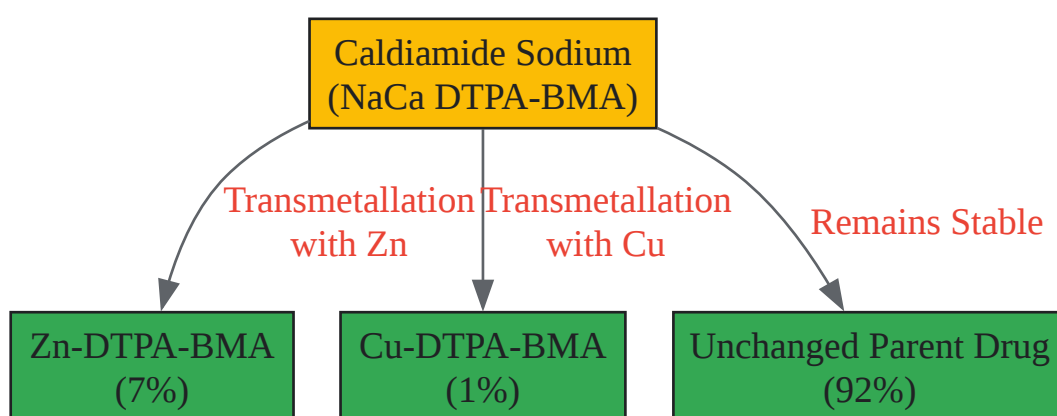 Caldiamide Sodium
(NaCa DTPA-BMA)
Transmetallation
with Zn
Transmetallation
with Cu
Remains Stable
Zn-DTPA-BMA
(7%)
Cu-DTPA-BMA
(1%)
Unchanged Parent Drug
(92%)